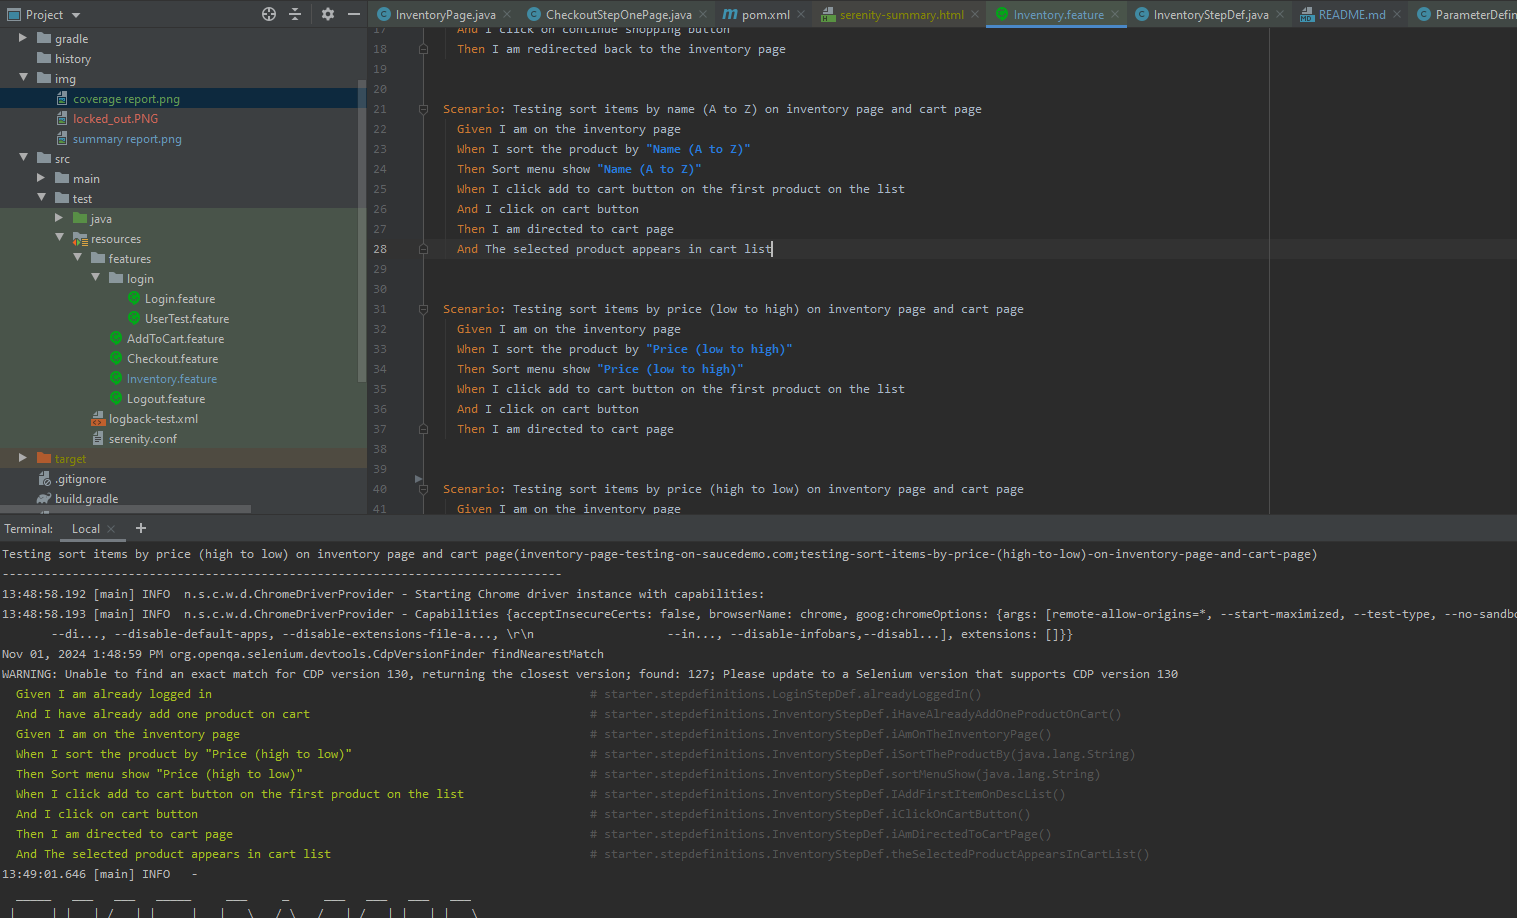 Project
InventoryPage.java
CheckoutStepOnePage.java
m pom.xml
serenity-summary.html
Inventory.feature
InventoryStepDef.java
README.md
gradle
history
img
coverage report.png
locked_out.PNG
summary report.png
src
main
test
java
resources
features
login
Login.feature
UserTest.feature
AddToCart.feature
Checkout.feature
Inventory.feature
Logout.feature
logback-test.xml
serenity.conf
target
.gitignore
build.gradle
17 And I click on continue shopping button
18 Then I am redirected back to the inventory page
19
20
21 Scenario: Testing sort items by name (A to Z) on inventory page and cart page
22 Given I am on the inventory page
23 When I sort the product by "Name (A to Z)"
24 Then Sort menu show "Name (A to Z)"
25 When I click add to cart button on the first product on the list
26 And I click on cart button
27 Then I am directed to cart page
28 And The selected product appears in cart list
29
30
31 Scenario: Testing sort items by price (low to high) on inventory page and cart page
32 Given I am on the inventory page
33 When I sort the product by "Price (low to high)"
34 Then Sort menu show "Price (low to high)"
35 When I click add to cart button on the first product on the list
36 And I click on cart button
37 Then I am directed to cart page
38
39
40 Scenario: Testing sort items by price (high to low) on inventory page and cart page
41 Given I am on the inventory page
Terminal: Local
Testing sort items by price (high to low) on inventory page and cart page(inventory-page-testing-on-saucedemo.com;testing-sort-items-by-price-(high-to-low)-on-inventory-page-and-cart-page)
--------------------------------------------------------------------------------
13:48:58.192 [main] INFO n.s.c.w.d.ChromeDriverProvider - Starting Chrome driver instance with capabilities:
13:48:58.193 [main] INFO n.s.c.w.d.ChromeDriverProvider - Capabilities {acceptInsecureCerts: false, browserName: chrome, goog:chromeOptions: {args: [remote-allow-origins=*, --start-maximized, --test-type, --no-sandbo
--di..., --disable-default-apps, --disable-extensions-file-a..., \r\n --in..., --disable-infobars,--disabl...], extensions: []}}
Nov 01, 2024 1:48:59 PM org.openqa.selenium.devtools.CdpVersionFinder findNearestMatch
WARNING: Unable to find an exact match for CDP version 130, returning the closest version; found: 127; Please update to a Selenium version that supports CDP version 130
Given I am already logged in # starter.stepdefinitions.LoginStepDef.alreadyLoggedIn()
And I have already add one product on cart # starter.stepdefinitions.InventoryStepDef.iHaveAlreadyAddOneProductOnCart()
Given I am on the inventory page # starter.stepdefinitions.InventoryStepDef.iAmOnTheInventoryPage()
When I sort the product by "Price (high to low)" # starter.stepdefinitions.InventoryStepDef.iSortTheProductBy(java.lang.String)
Then Sort menu show "Price (high to low)" # starter.stepdefinitions.InventoryStepDef.sortMenuShow(java.lang.String)
When I click add to cart button on the first product on the list # starter.stepdefinitions.InventoryStepDef.IAddFirstItemOnDescList()
And I click on cart button # starter.stepdefinitions.InventoryStepDef.iClickOnCartButton()
Then I am directed to cart page # starter.stepdefinitions.InventoryStepDef.iAmDirectedToCartPage()
And The selected product appears in cart list # starter.stepdefinitions.InventoryStepDef.theSelectedProductAppearsInCartList()
13:49:01.646 [main] INFO -